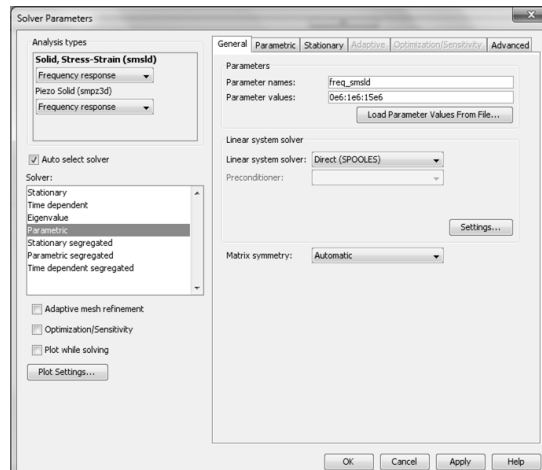 Solver Parameters
Analysis types
Solid, Stress-Strain (smsld)
Frequency response
Piezo Solid (smpz3d)
Frequency response
Auto select solver
Solver:
Stationary
Time dependent
Eigenvalue
Parametric
Stationary segregated
Parametric segregated
Time dependent segregated
Adaptive mesh refinement
Optimization/Sensitivity
Plot while solving
Plot Settings...
General Parametric Stationary Adaptive Optimization/Sensitivity Advanced
Parameters
Parameter names: freq_smsld
Parameter values: 0e6:1e6:15e6
Load Parameter Values From File...
Linear system solver
Linear system solver: Direct (SPOOLES)
Preconditioner:
Settings...
Matrix symmetry: Automatic
OK Cancel Apply Help